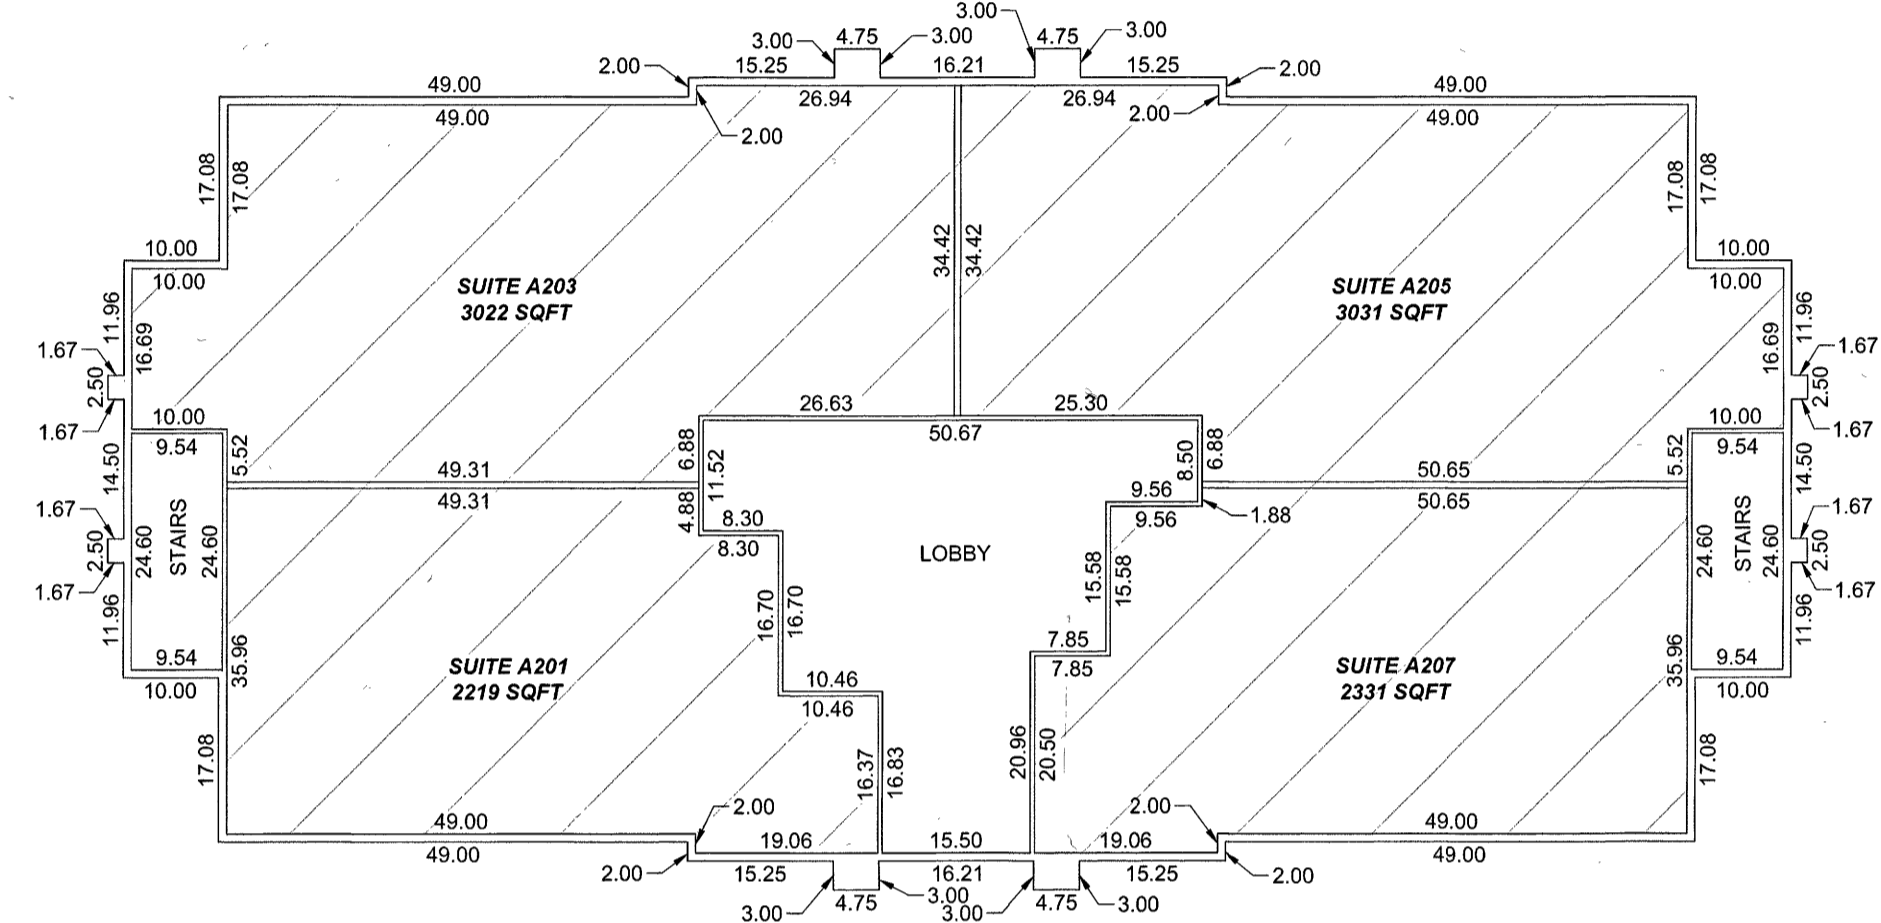 3.00
3.00 4.75 3.00 4.75 3.00
2.00 15.25 16.21 15.25 2.00
49.00 49.00
26.94 26.94
49.00 2.00 2.00 49.00
17.08 17.08 17.08 17.08
34.42 34.42
10.00 10.00
10.00 10.00
SUITE A203
3022 SQFT
SUITE A205
3031 SQFT
11.96 16.69 16.69 11.96
1.67 1.67
2.50 2.50
1.67 1.67
10.00 26.63 25.30 10.00
9.54 50.67 9.54
5.52 6.88 8.50 6.88 5.52
49.31 50.65
49.31 11.52 50.65
14.50 4.88 9.56 14.50
8.30 9.56 1.88
8.30
1.67 1.67
2.50 2.50
1.67 1.67
24.60 STAIRS 24.60 LOBBY 24.60 STAIRS 24.60
11.96 16.70 16.70 15.58 15.58 11.96
9.54 7.85 9.54
10.00 35.96 7.85 35.96 10.00
SUITE A201
2219 SQFT
SUITE A207
2331 SQFT
10.46
10.46
17.08 16.37 16.83 20.96 20.50 17.08
2.00 2.00
49.00 19.06 15.50 19.06 49.00
49.00 49.00
2.00 15.25 16.21 15.25 2.00
3.00
3.00 4.75 3.00 4.75 3.00